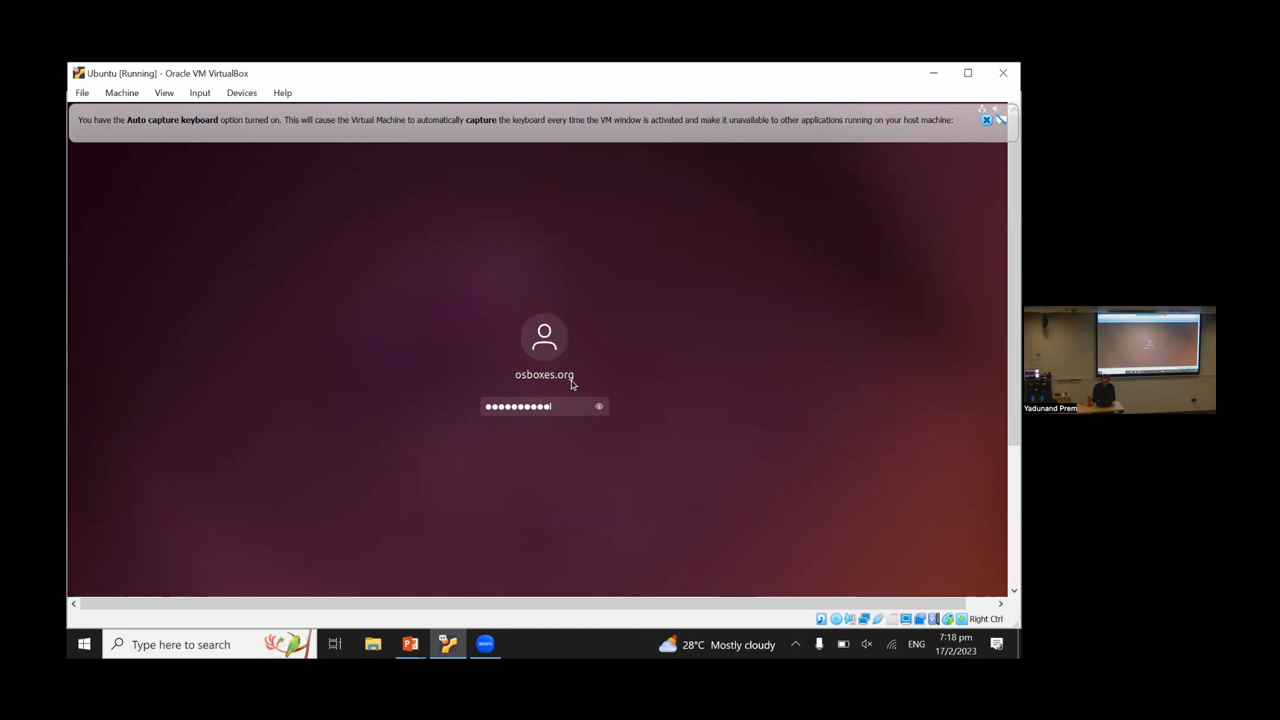 Ubuntu [Running] - Oracle VM VirtualBox
File Machine View Input Devices Help
You have the Auto capture keyboard option turned on. This will cause the Virtual Machine to automatically capture the keyboard every time the VM window is activated and make it unavailable to other applications running on your host machine:
osboxes.org
Yadunand Prem
Right Ctrl
Type here to search
zoom
28°C Mostly cloudy
ENG
7:18 pm
17/2/2023